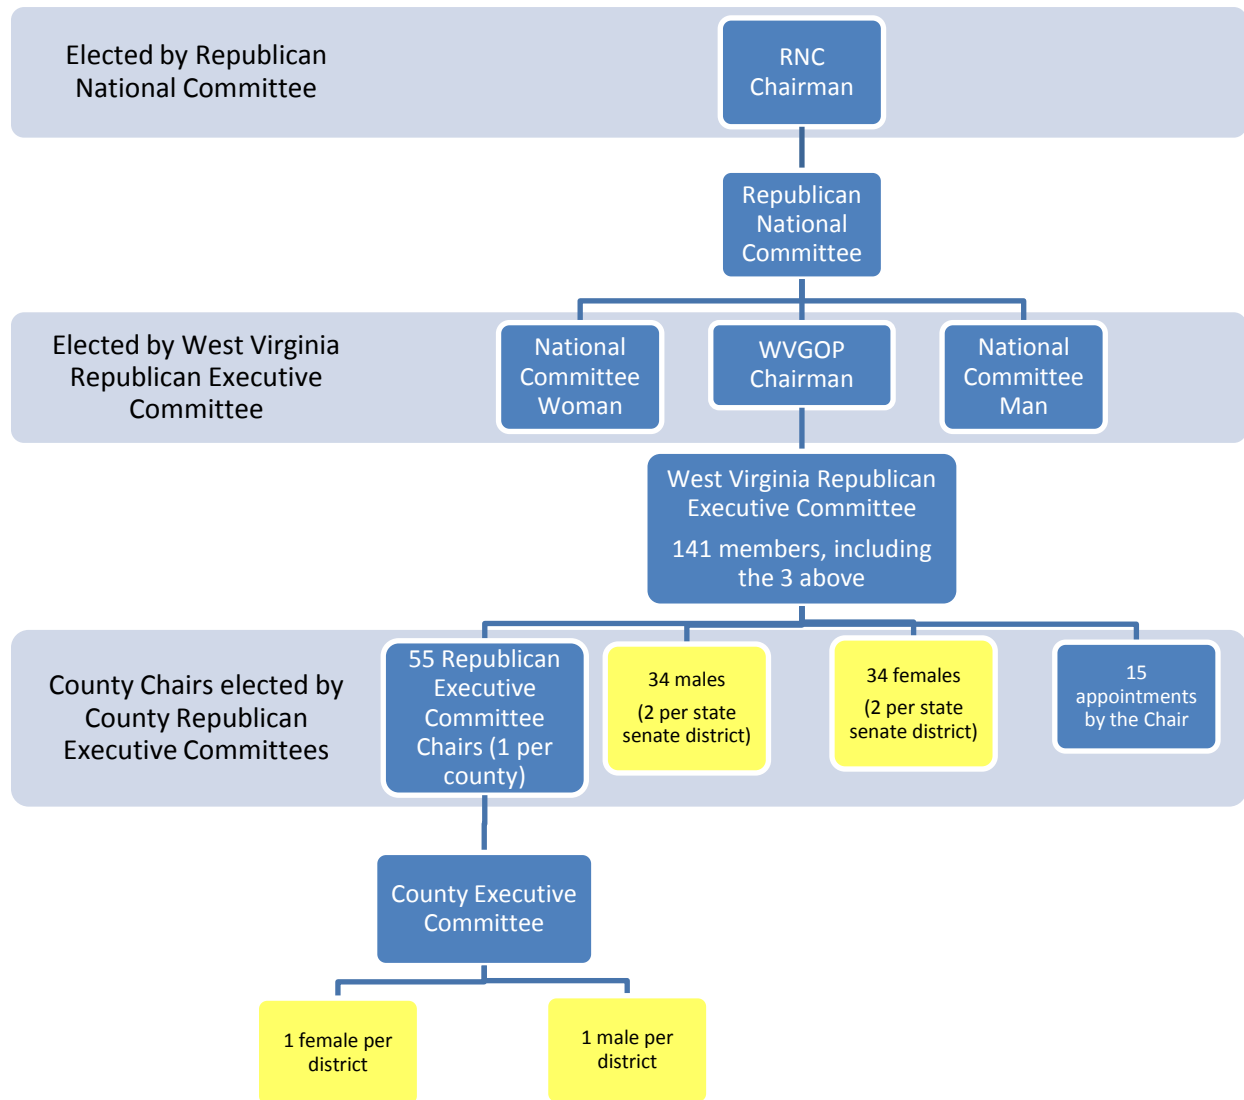 Elected by Republican
National Committee
RNC
Chairman
Republican
National
Committee
Elected by West Virginia
Republican Executive
Committee
National
Committee
Woman
WVGOP
Chairman
National
Committee
Man
West Virginia Republican
Executive Committee
141 members, including
the 3 above
County Chairs elected by
County Republican
Executive Committees
55 Republican
Executive
Committee
Chairs (1 per
county)
34 males
(2 per state
senate district)
34 females
(2 per state
senate district)
15
appointments
by the Chair
County Executive
Committee
1 female per
district
1 male per
district